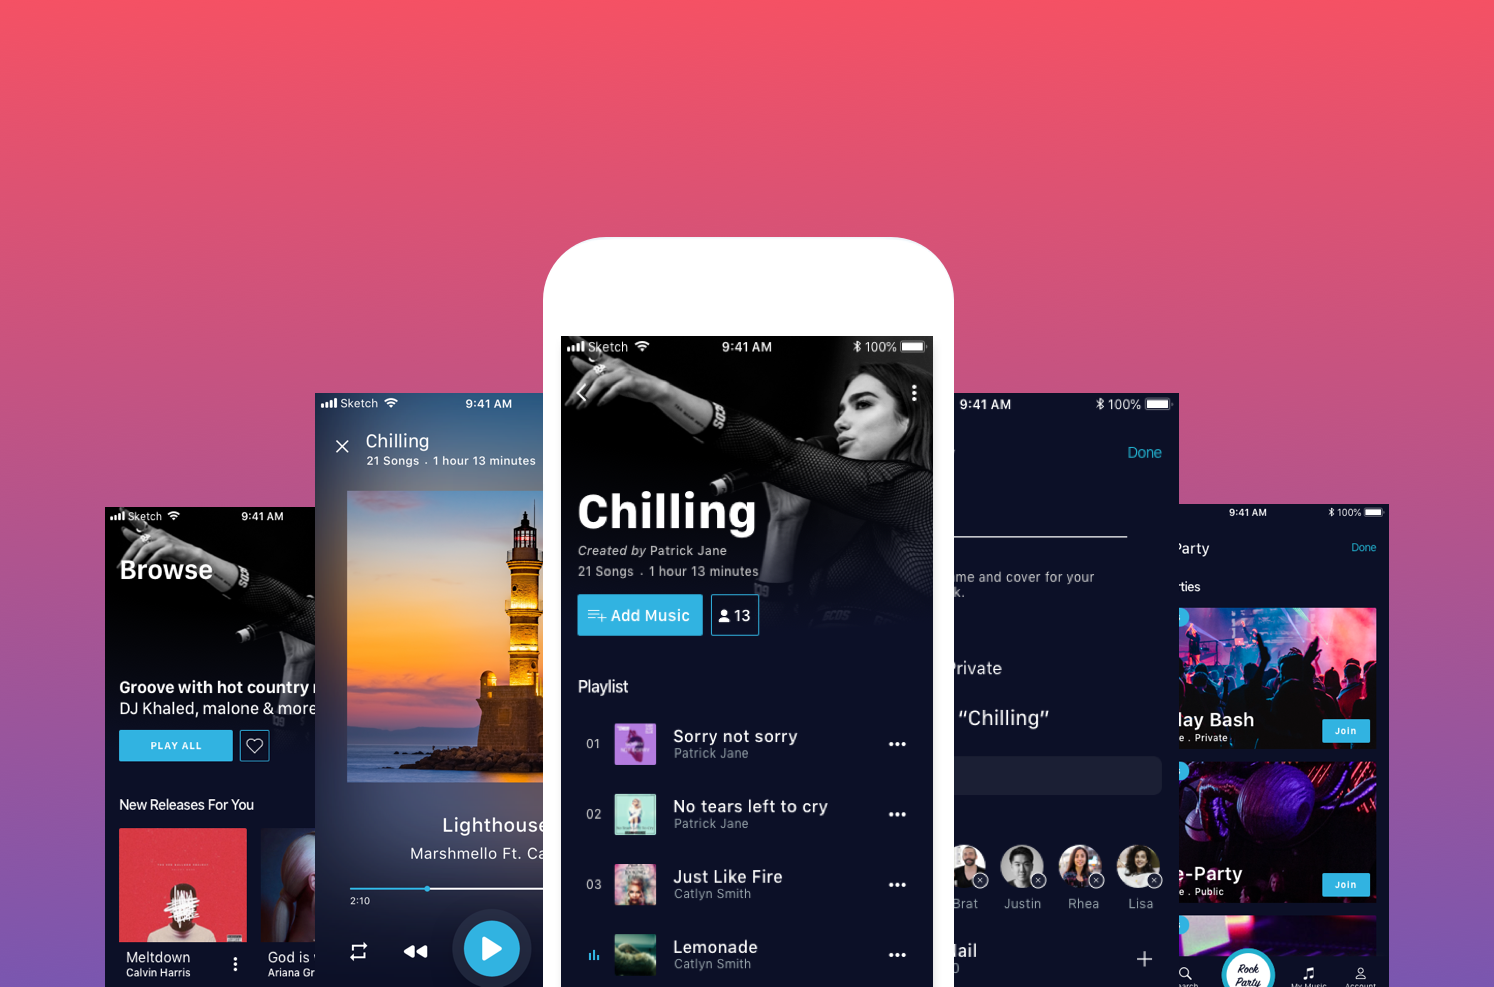 Sketch
9:41 AM
Browse
Groove with hot country
DJ Khaled, malone & more
PLAY ALL
New Releases For You
Meltdown
Calvin Harris
God is
Ariana Gr
Sketch
9:41 AM
Chilling
21 Songs . 1 hour 13 minutes
Lighthouse
Marshmello Ft. Ca
2:10
Sketch
9:41 AM
100%
Chilling
Created by Patrick Jane
21 Songs . 1 hour 13 minutes
Add Music
13
Playlist
01
Sorry not sorry
Patrick Jane
02
No tears left to cry
Patrick Jane
03
Just Like Fire
Catlyn Smith
Lemonade
Catlyn Smith
9:41 AM
100%
Done
me and cover for your
k.
Private
“Chilling”
Brat
Justin
Rhea
Lisa
9:41 AM
100%
Party
Done
rties
lay Bash
e . Private
Join
e-Party
e . Public
Join
Rock
Party
My Music
Account